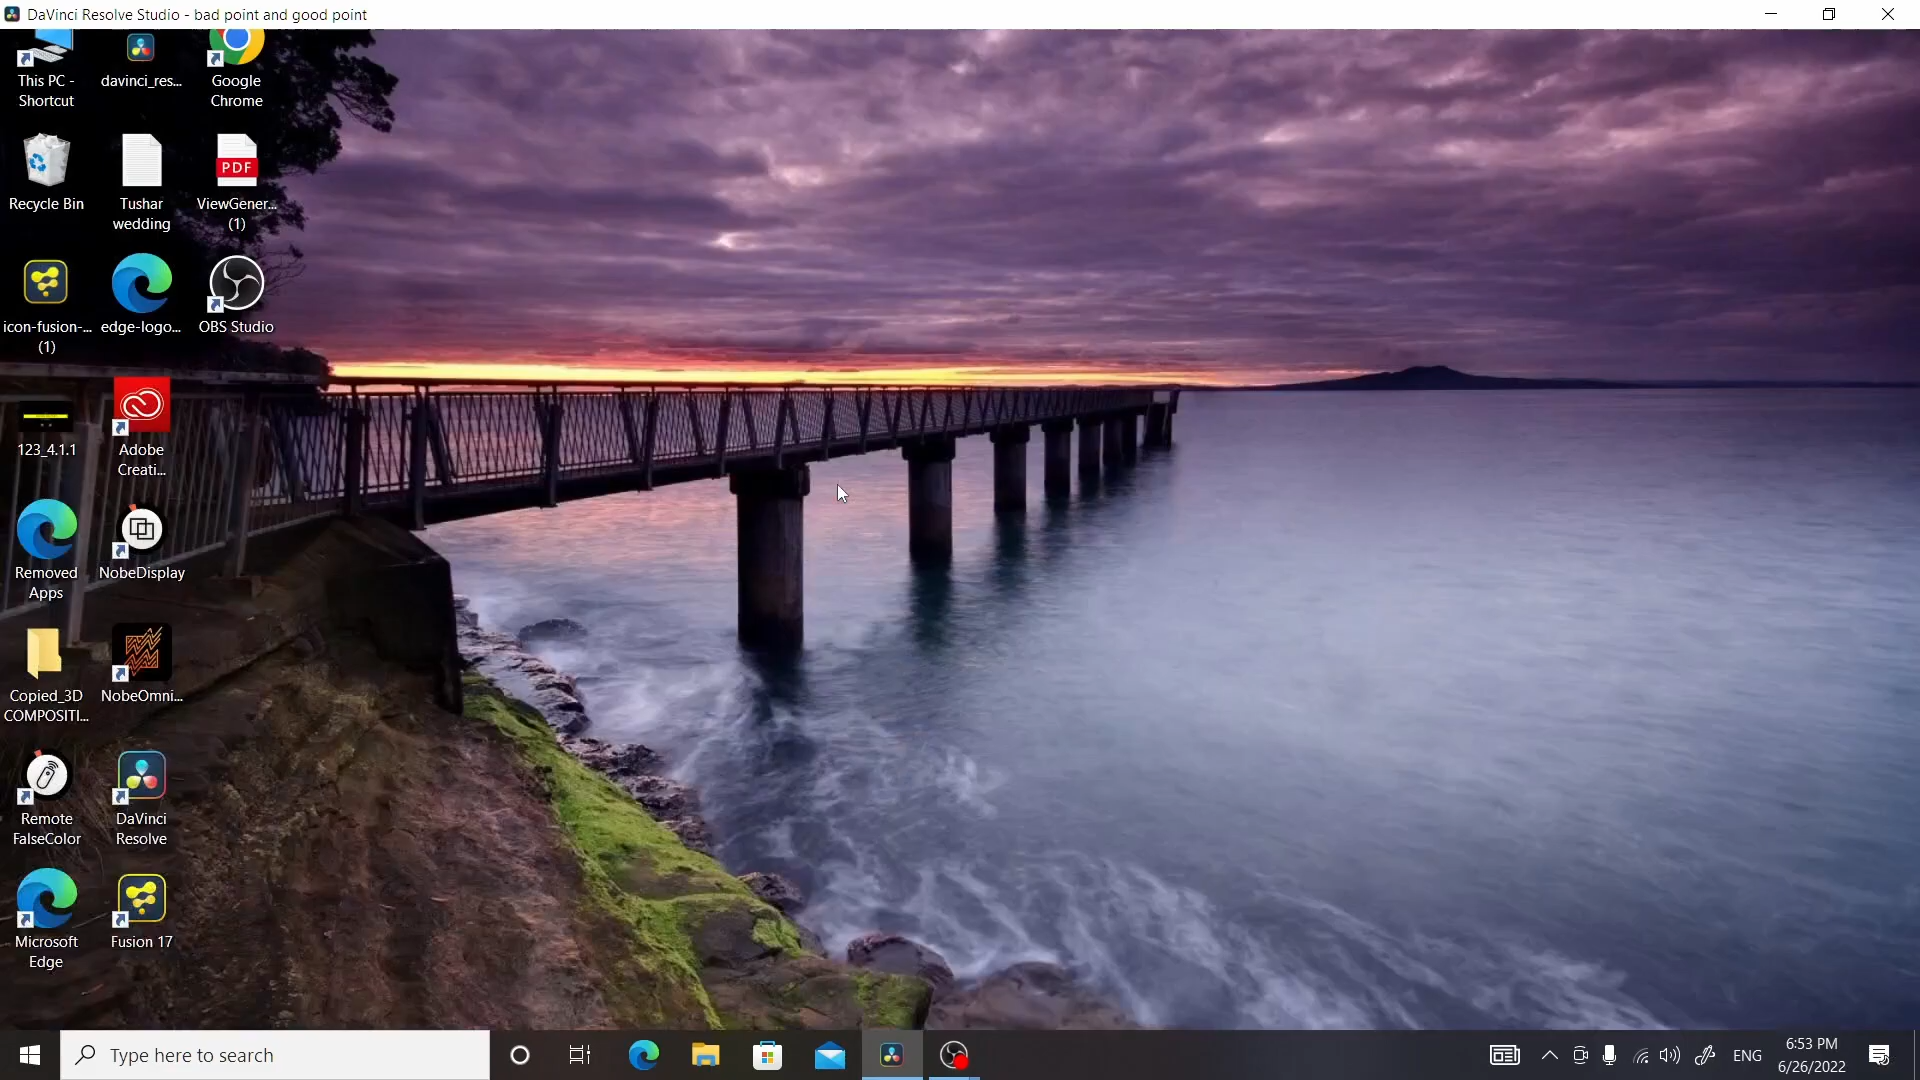 DaVinci Resolve Studio - bad point and good point
This PC -
Shortcut
davinci_res...
Google
Chrome
Recycle Bin
Tushar
wedding
PDF
ViewGener...
(1)
icon-fusion-...
(1)
edge-logo...
OBS Studio
123_4.1.1
Adobe
Creati...
Removed
Apps
NobeDisplay
Copied_3D
COMPOSITI...
NobeOmni...
Remote
FalseColor
DaVinci
Resolve
Microsoft
Edge
Fusion 17
Type here to search
ENG
6:53 PM
6/26/2022